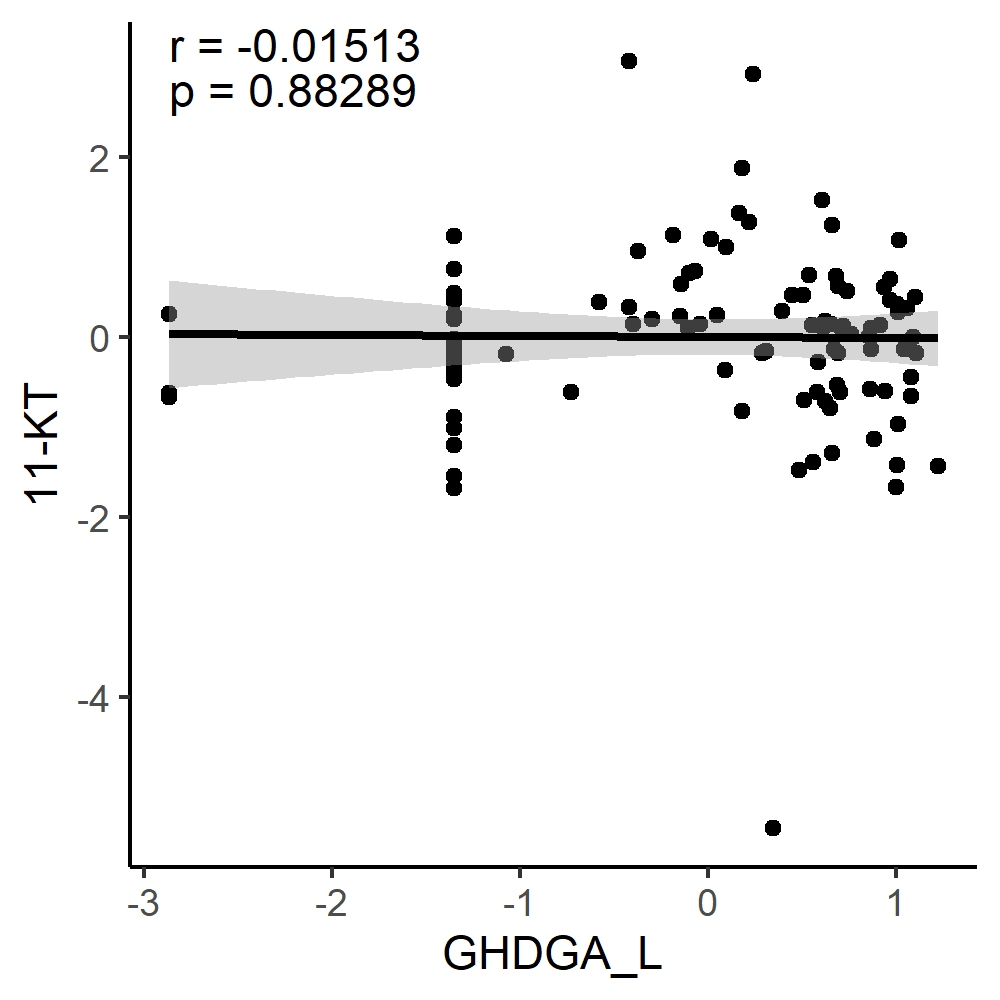 r = -0.01513
p = 0.88289
2
0
-2
-4
11-KT
-3 -2 -1 0 1
GHDGA_L